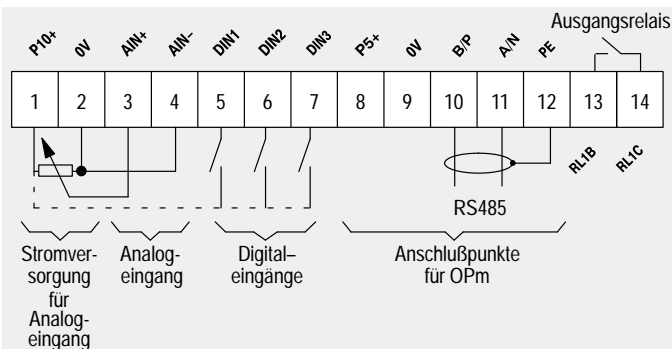 Ausgangsrelais
P10+ 0V AIN+ AIN− DIN1 DIN2 DIN3 P5+ 0V B/P A/N PE
1 2 3 4 5 6 7 8 9 10 11 12 13 14
RL1B RL1C
RS485
Stromver-
sorgung
für
Analog-
eingang
Analog-
eingang
Digital–
eingänge
Anschlußpunkte
für OPm